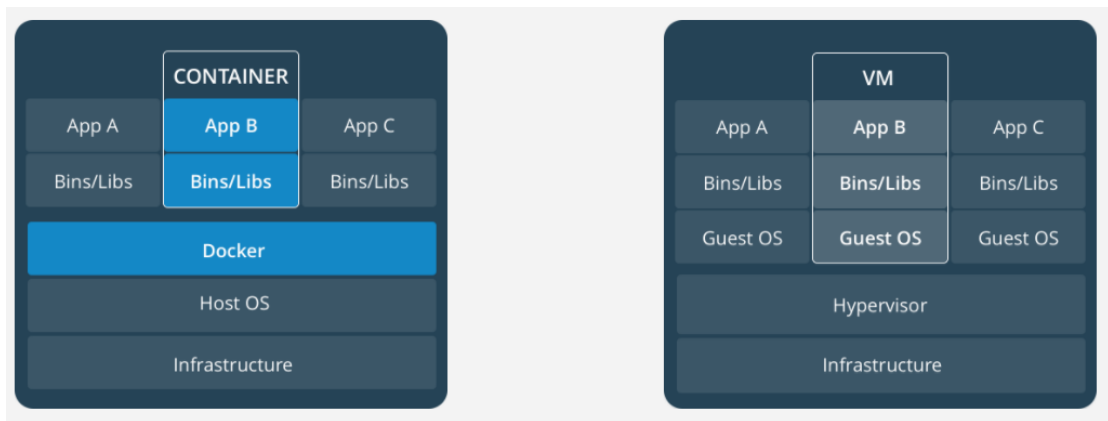 CONTAINER
App A App B App C
Bins/Libs Bins/Libs Bins/Libs
Docker
Host OS
Infrastructure
VM
App A App B App C
Bins/Libs Bins/Libs Bins/Libs
Guest OS Guest OS Guest OS
Hypervisor
Infrastructure